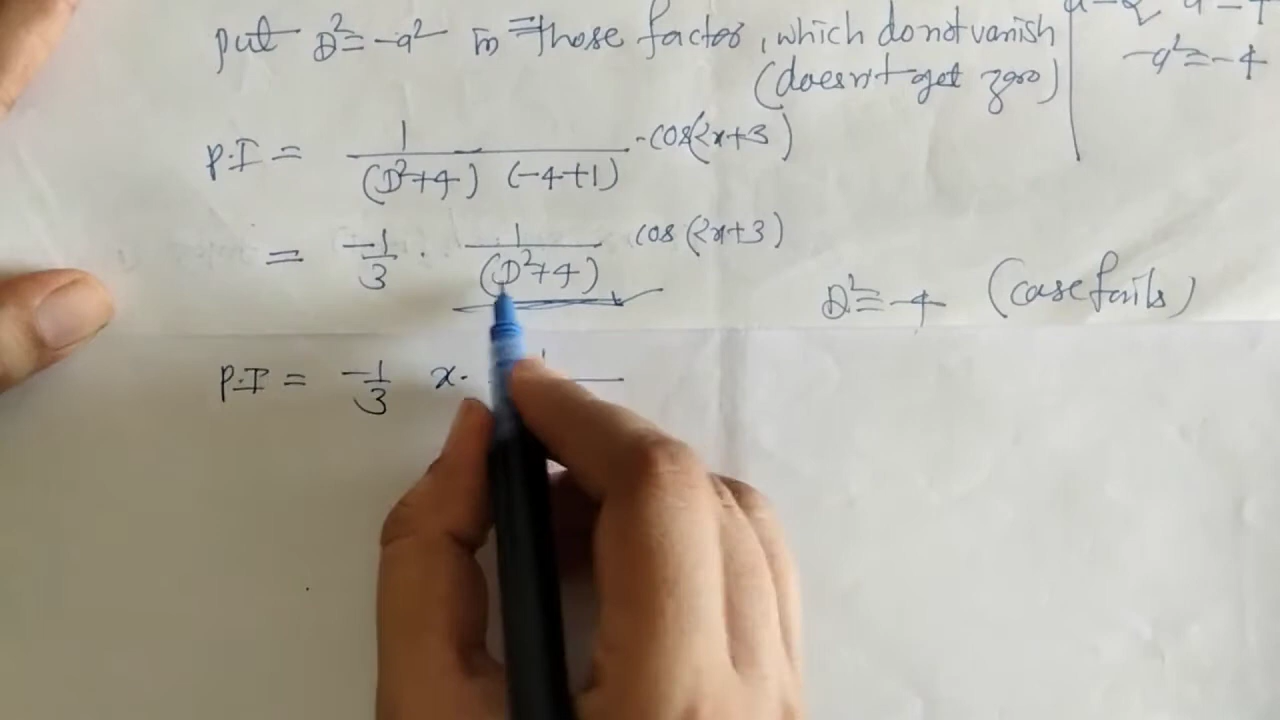 put D²=-a² in those factor, which do not vanish
(doesn't get zero)
-a²=-4
P.I = 1/((D²+4) (-4+1)) · cos(2x+3)
= -1/3 · 1/(D²+4) cos(2x+3)
D²=-4 (case fails)
P.I = -1/3 x·